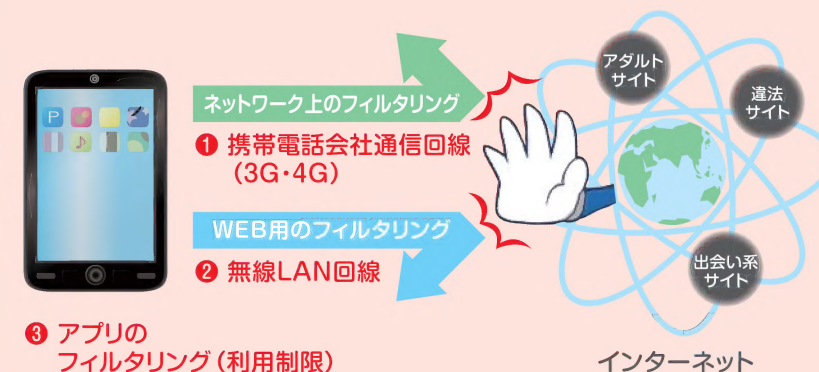 ネットワーク上のフィルタリング
❶ 携帯電話会社通信回線
(3G・4G)
WEB用のフィルタリング
❷ 無線LAN回線
❸ アプリの
フィルタリング(利用制限)
アダルト
サイト
違法
サイト
出会い系
サイト
インターネット
P